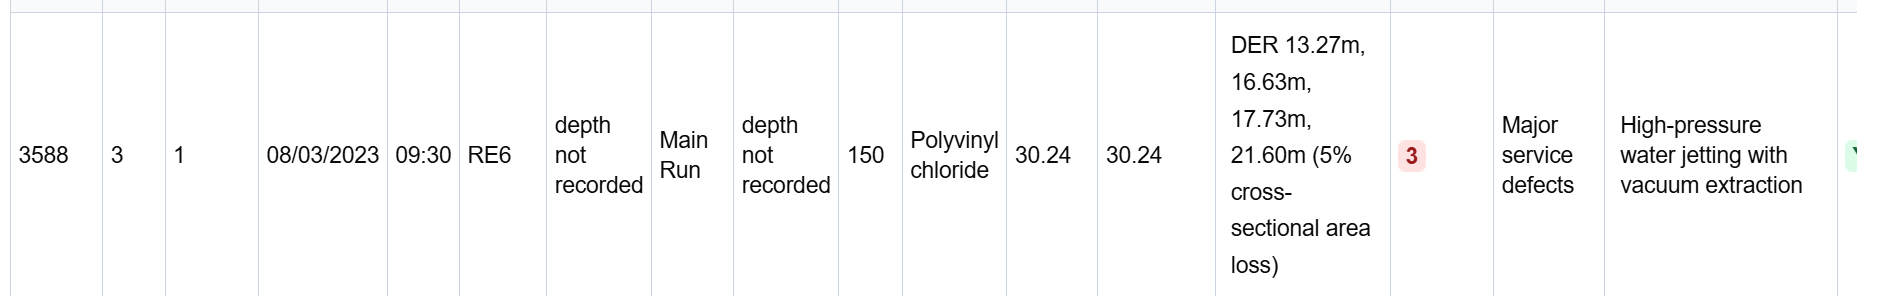 3588
3
1
08/03/2023
09:30
RE6
depth
not
recorded
Main
Run
depth
not
recorded
150
Polyvinyl
chloride
30.24
30.24
DER 13.27m,
16.63m,
17.73m,
21.60m (5%
cross-
sectional area
loss)
3
Major
service
defects
High-pressure
water jetting with
vacuum extraction